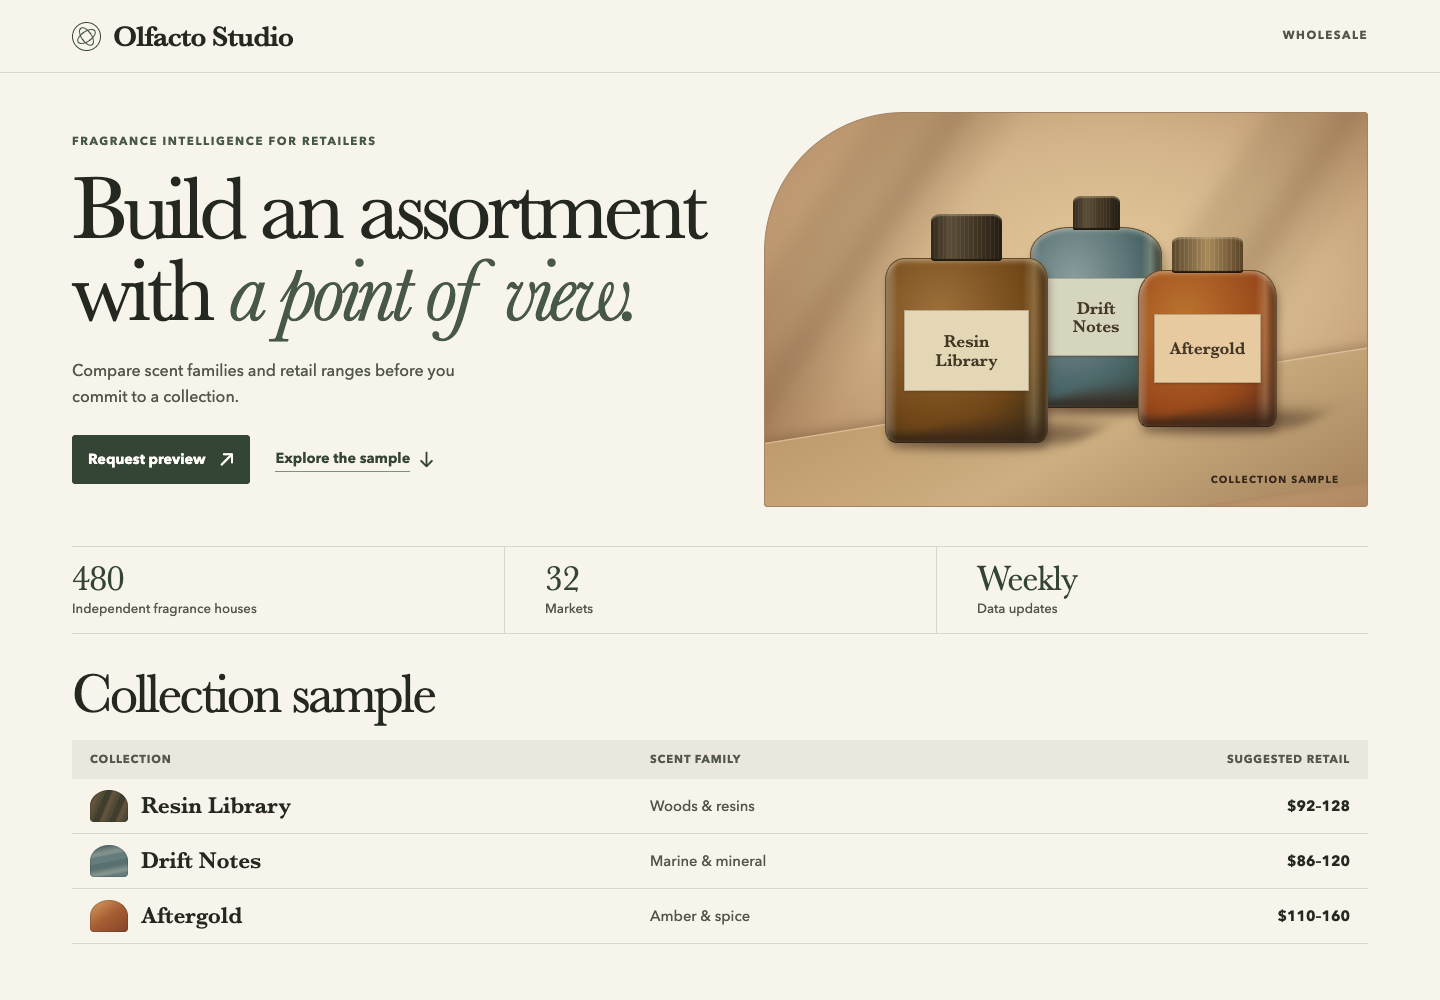 Olfacto Studio
WHOLESALE
FRAGRANCE INTELLIGENCE FOR RETAILERS
Build an assortment
with a point of view.
Compare scent families and retail ranges before you
commit to a collection.
Request preview
Explore the sample
Resin
Library
Drift
Notes
Aftergold
COLLECTION SAMPLE
480
Independent fragrance houses
32
Markets
Weekly
Data updates
Collection sample
COLLECTION SCENT FAMILY SUGGESTED RETAIL
Resin Library Woods & resins $92–128
Drift Notes Marine & mineral $86–120
Aftergold Amber & spice $110–160